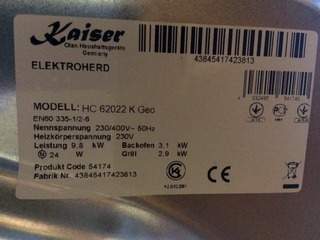 Kaiser
Olan Haushaltsgeräte
Germany
ELEKTROHERD
43845417423813
MODELL: HC 62022 K Geo
EN60 335-1/2-6
Nennspannung 230/400V~ 50Hz
Heizkörperspannung 230V
Leistung 9,8 kW Backofen 3,1 kW
24 W Grill 2,9 kW
Produkt Code 54174
Fabrik Nr. 43845417423813